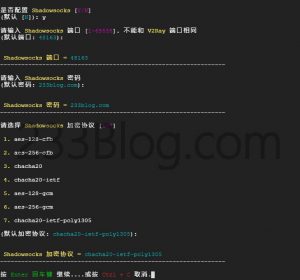 是否配置 Shadowsocks [Y/N]
(默认 [N]): y
请输入 Shadowsocks 端口 [1-65535]，不能和 V2Ray 端口相同
(默认端口: 48163):
Shadowsocks 端口 = 48163
----------------------------------------------------------------
请输入 Shadowsocks 密码
(默认密码: 233blog.com):
Shadowsocks 密码 = 233blog.com
----------------------------------------------------------------
请选择 Shadowsocks 加密协议 [1-7]
1. aes-128-cfb
2. aes-256-cfb
3. chacha20
4. chacha20-ietf
5. aes-128-gcm
6. aes-256-gcm
7. chacha20-ietf-poly1305
(默认加密协议: chacha20-ietf-poly1305):
Shadowsocks 加密协议 = chacha20-ietf-poly1305
----------------------------------------------------------------
按 Enter 回车键 继续....或按 Ctrl + C 取消.
233Blog.com